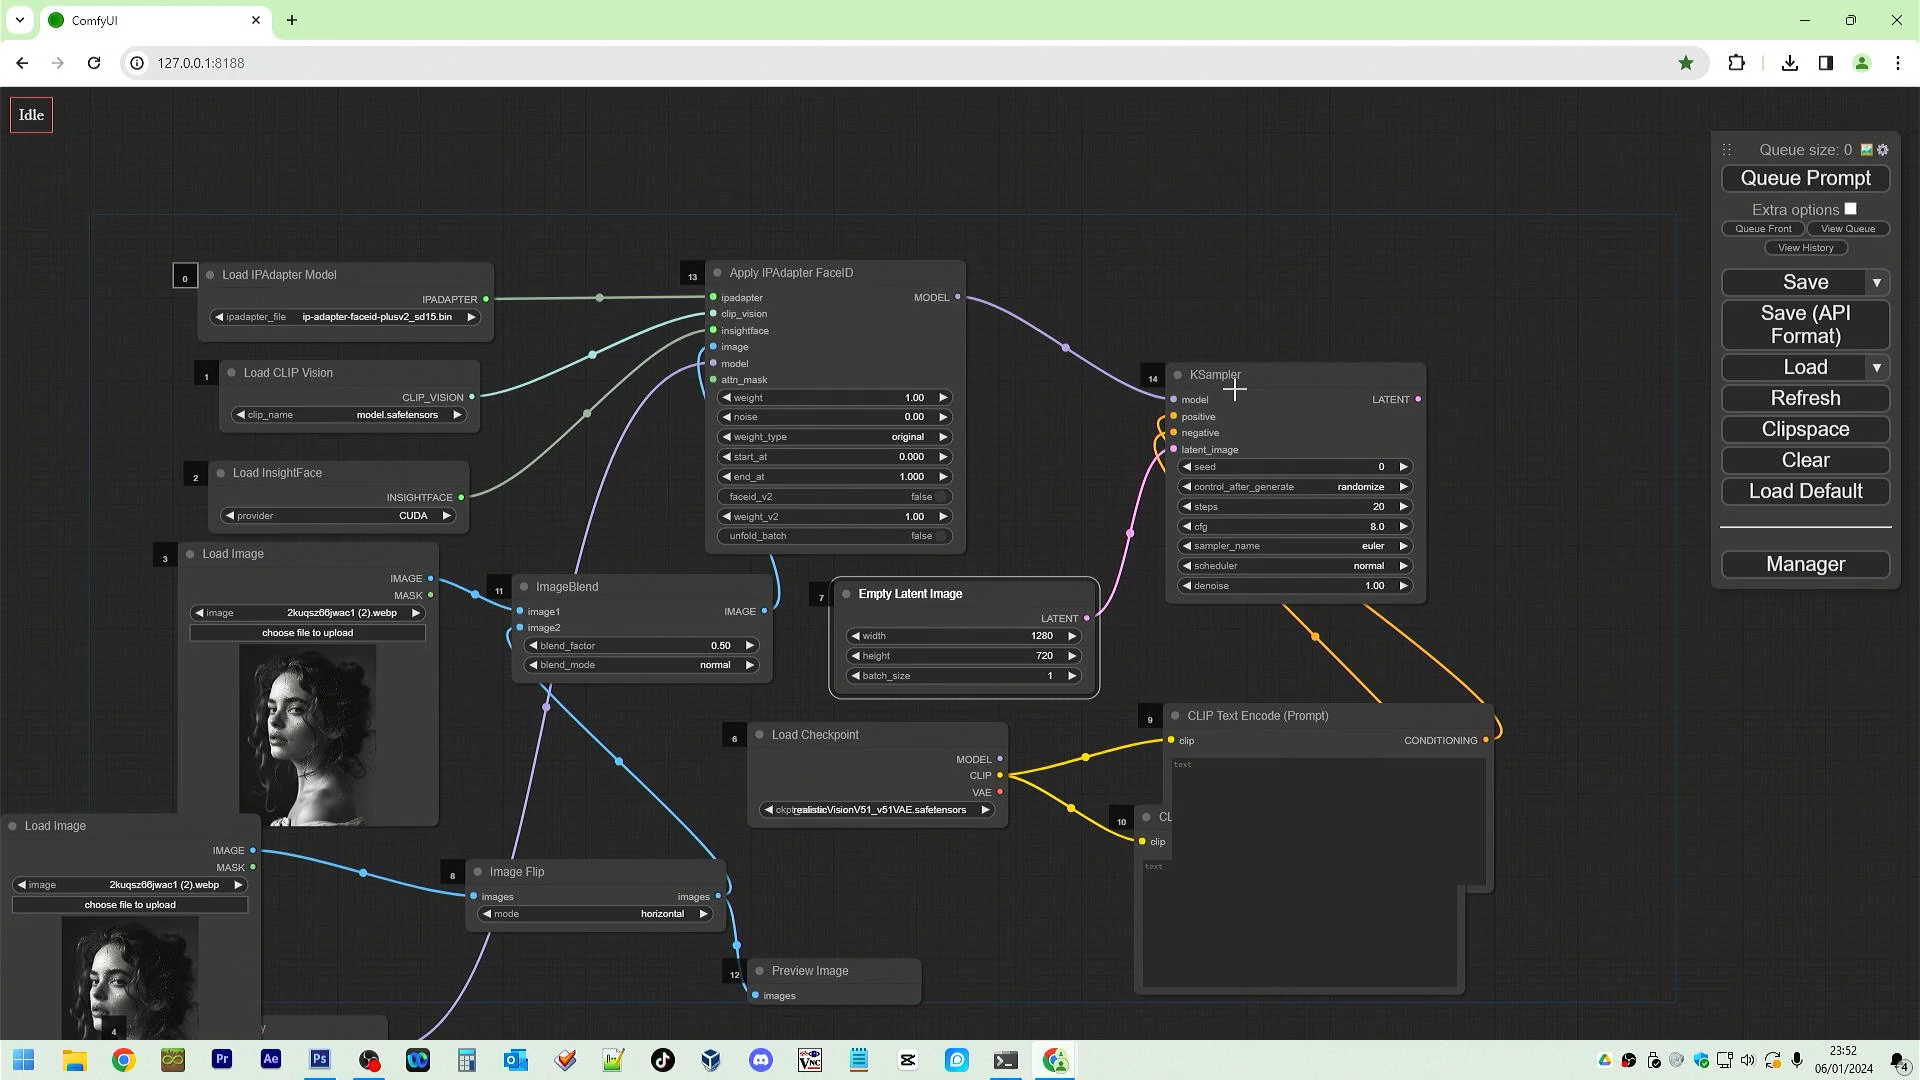 ComfyUI
127.0.0.1:8188
Idle
Queue size: 0
Queue Prompt
Extra options
Queue Front
View Queue
View History
Save
Save (API
Format)
Load
Refresh
Clipspace
Clear
Load Default
Manager
0
Load IPAdapter Model
IPADAPTER
ipadapter_file
ip-adapter-faceid-plusv2_sd15.bin
1
Load CLIP Vision
CLIP_VISION
clip_name
model.safetensors
2
Load InsightFace
INSIGHTFACE
provider
CUDA
3
Load Image
IMAGE
MASK
image
2kuqsz66jwac1 (2).webp
choose file to upload
Load Image
IMAGE
MASK
image
2kuqsz66jwac1 (2).webp
choose file to upload
4
y
13
Apply IPAdapter FaceID
ipadapter
MODEL
clip_vision
insightface
image
model
attn_mask
weight
1.00
noise
0.00
weight_type
original
start_at
0.000
end_at
1.000
faceid_v2
false
weight_v2
1.00
unfold_batch
false
11
ImageBlend
image1
IMAGE
image2
blend_factor
0.50
blend_mode
normal
7
Empty Latent Image
LATENT
width
1280
height
720
batch_size
1
6
Load Checkpoint
MODEL
CLIP
VAE
realisticVisionV51_v51VAE.safetensors
8
Image Flip
images
images
mode
horizontal
12
Preview Image
images
14
KSampler
model
LATENT
positive
negative
latent_image
seed
0
control_after_generate
randomize
steps
20
cfg
8.0
sampler_name
euler
scheduler
normal
denoise
1.00
9
CLIP Text Encode (Prompt)
clip
CONDITIONING
text
10
CL
clip
text
Pr
Ae
Ps
23:52
06/01/2024
4